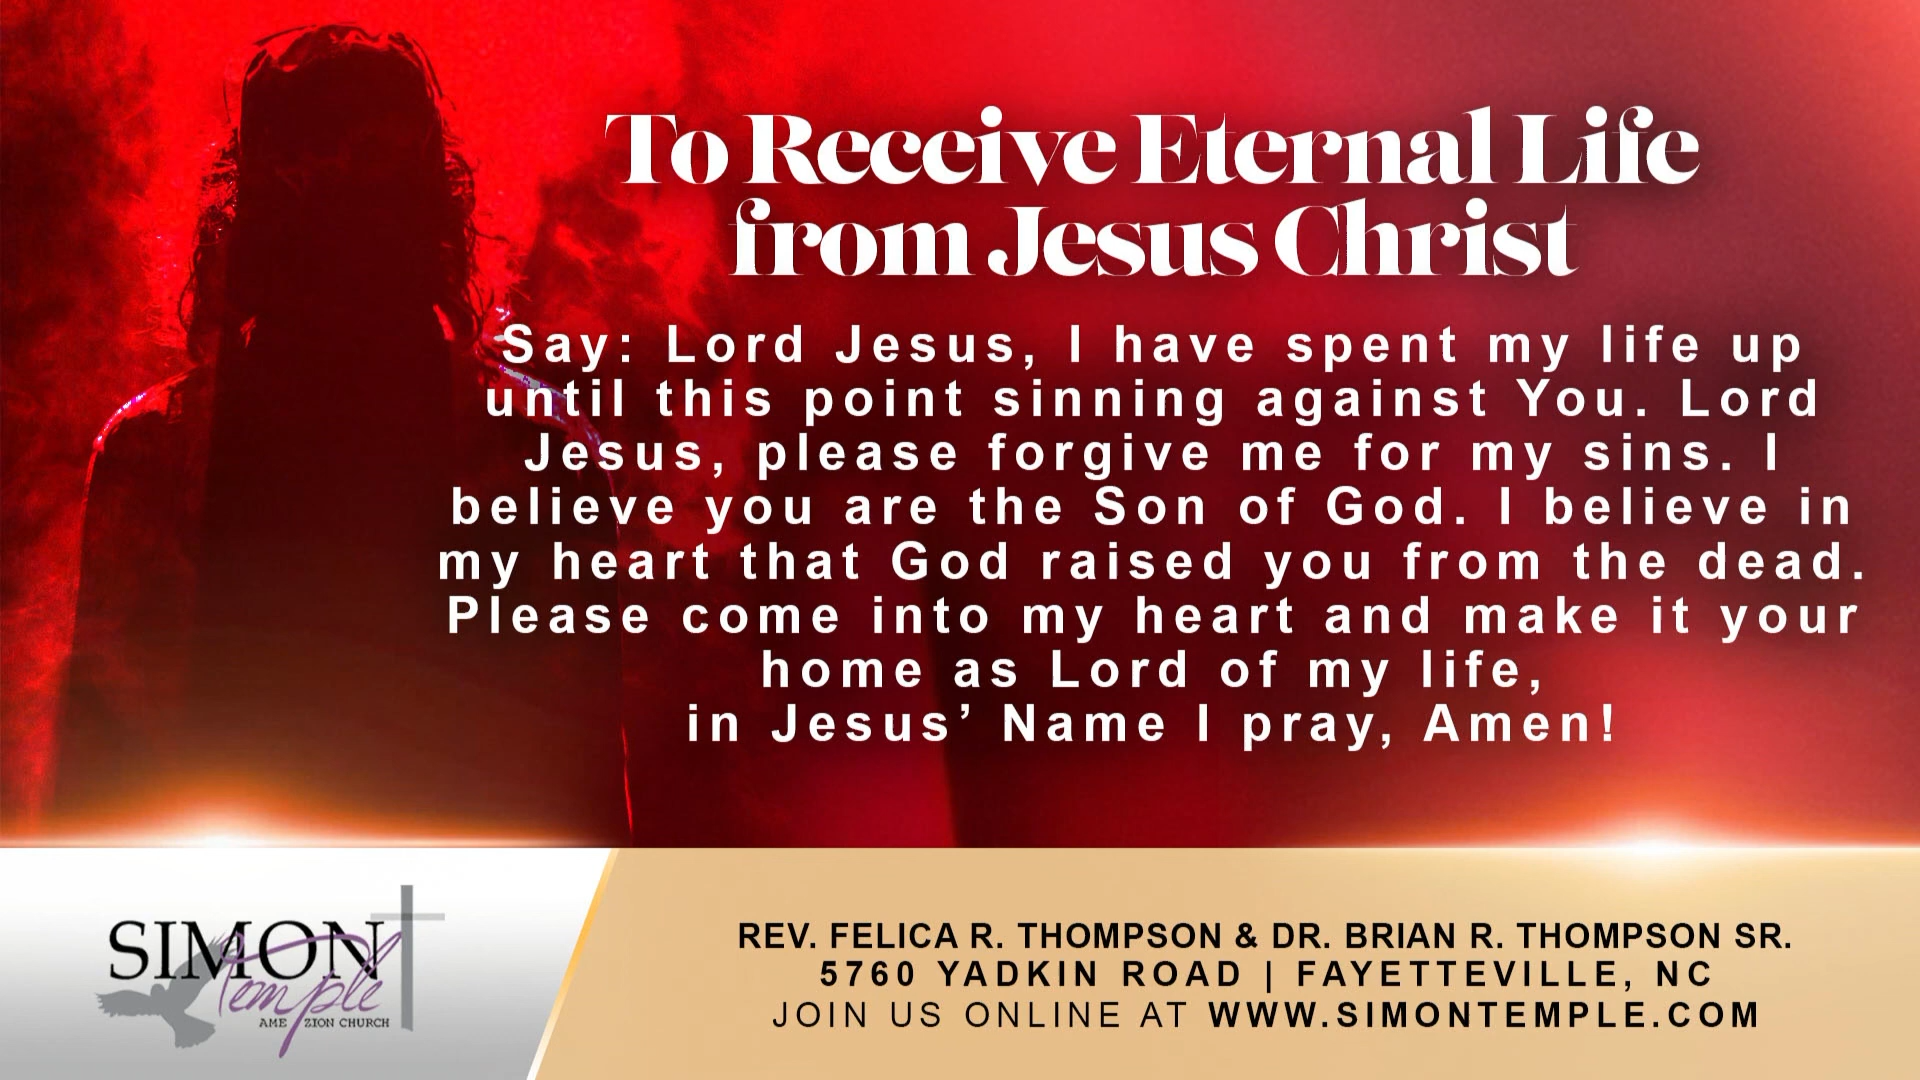 To Receive Eternal Life
from Jesus Christ
Say: Lord Jesus, I have spent my life up
until this point sinning against You. Lord
Jesus, please forgive me for my sins. I
believe you are the Son of God. I believe in
my heart that God raised you from the dead.
Please come into my heart and make it your
home as Lord of my life,
in Jesus’ Name I pray, Amen!
SIMON
Temple
AME ZION CHURCH
REV. FELICA R. THOMPSON & DR. BRIAN R. THOMPSON SR.
5760 YADKIN ROAD | FAYETTEVILLE, NC
JOIN US ONLINE AT WWW.SIMONTEMPLE.COM